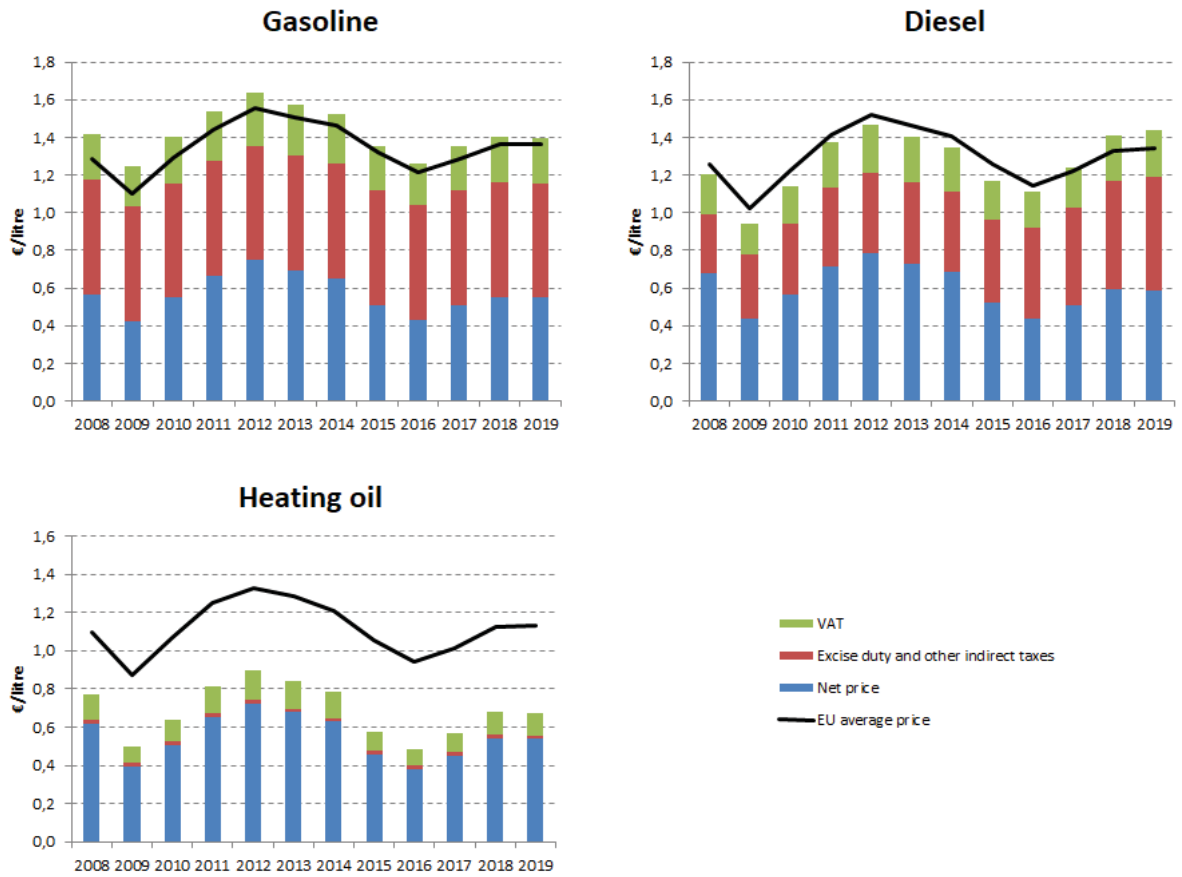 Gasoline
€/litre
1,8
1,6
1,4
1,2
1,0
0,8
0,6
0,4
0,2
0,0
2008 2009 2010 2011 2012 2013 2014 2015 2016 2017 2018 2019
Diesel
€/litre
1,8
1,6
1,4
1,2
1,0
0,8
0,6
0,4
0,2
0,0
2008 2009 2010 2011 2012 2013 2014 2015 2016 2017 2018 2019
Heating oil
€/litre
1,6
1,4
1,2
1,0
0,8
0,6
0,4
0,2
0,0
2008 2009 2010 2011 2012 2013 2014 2015 2016 2017 2018 2019
VAT
Excise duty and other indirect taxes
Net price
EU average price